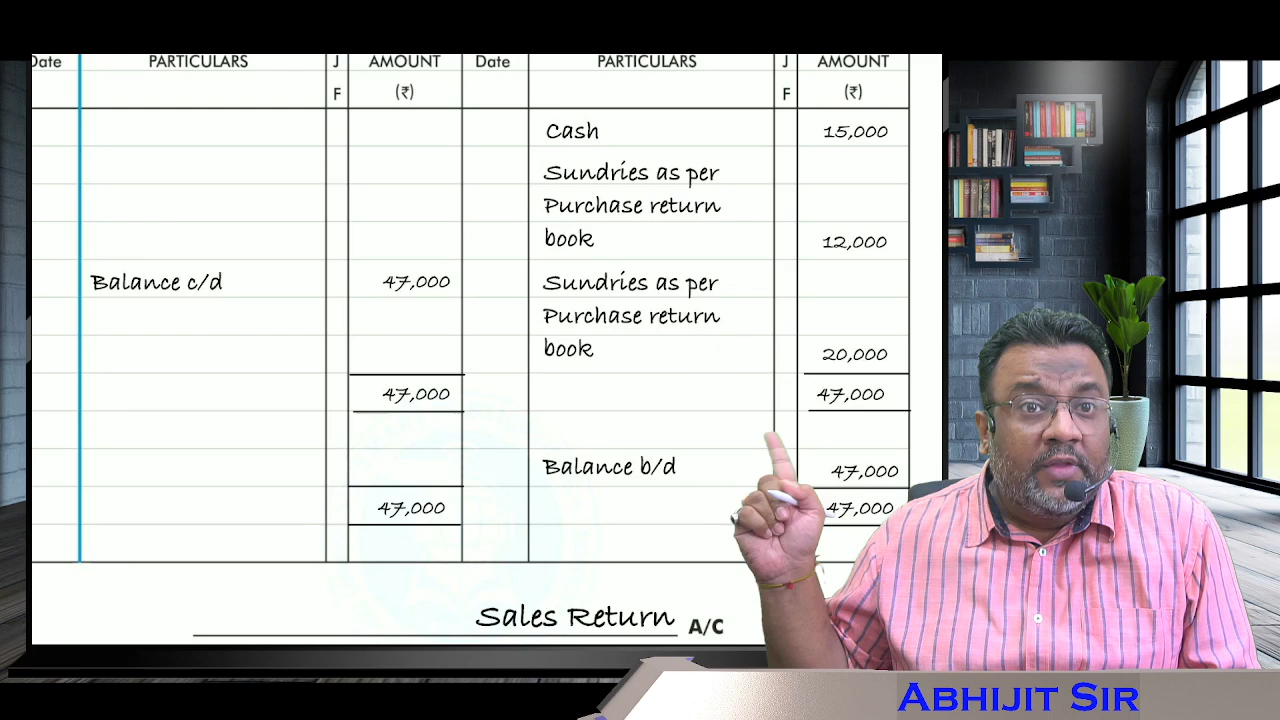 Date PARTICULARS J AMOUNT Date PARTICULARS J AMOUNT
F (₹) F (₹)
Cash 15,000
Sundries as per
Purchase return
book 12,000
Balance c/d 47,000 Sundries as per
Purchase return
book 20,000
47,000 47,000
Balance b/d 47,000
47,000 47,000
Sales Return A/C
ABHIJIT SIR